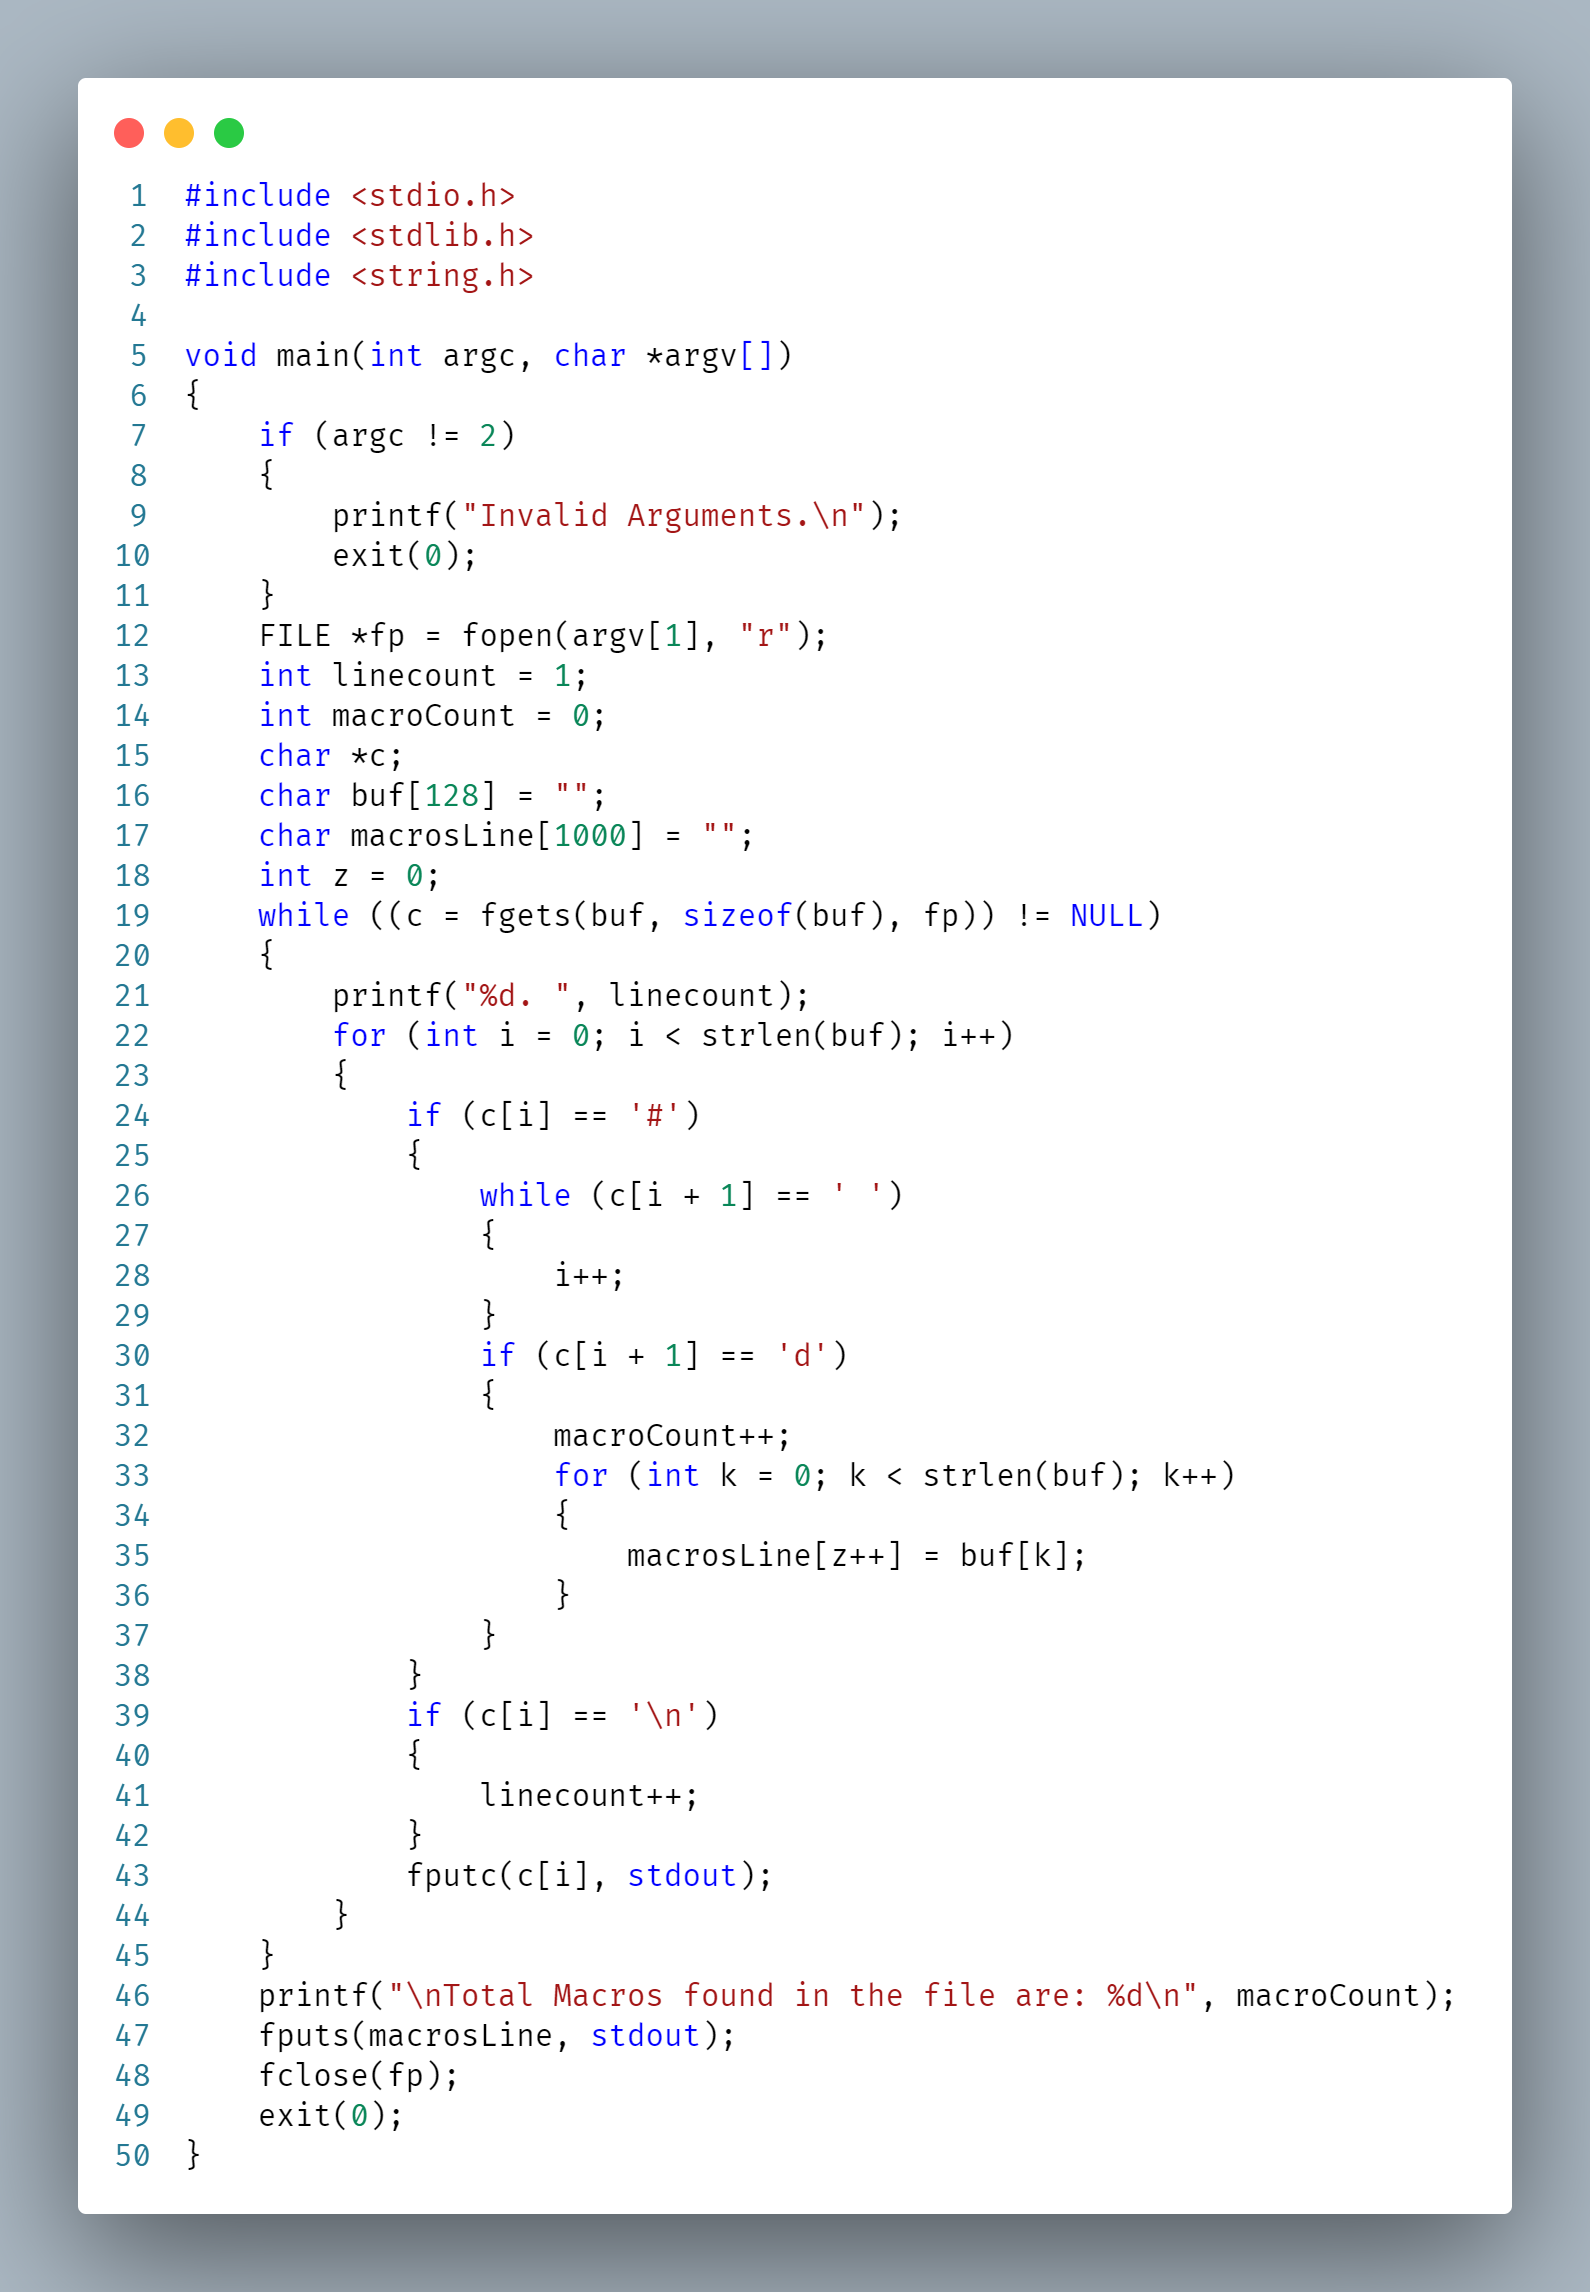 1 #include <stdio.h>
2 #include <stdlib.h>
3 #include <string.h>
4
5 void main(int argc, char *argv[])
6 {
7     if (argc != 2)
8     {
9         printf("Invalid Arguments.\n");
10         exit(0);
11     }
12     FILE *fp = fopen(argv[1], "r");
13     int linecount = 1;
14     int macroCount = 0;
15     char *c;
16     char buf[128] = "";
17     char macrosLine[1000] = "";
18     int z = 0;
19     while ((c = fgets(buf, sizeof(buf), fp)) != NULL)
20     {
21         printf("%d. ", linecount);
22         for (int i = 0; i < strlen(buf); i++)
23         {
24             if (c[i] == '#')
25             {
26                 while (c[i + 1] == ' ')
27                 {
28                     i++;
29                 }
30                 if (c[i + 1] == 'd')
31                 {
32                     macroCount++;
33                     for (int k = 0; k < strlen(buf); k++)
34                     {
35                         macrosLine[z++] = buf[k];
36                     }
37                 }
38             }
39             if (c[i] == '\n')
40             {
41                 linecount++;
42             }
43             fputc(c[i], stdout);
44         }
45     }
46     printf("\nTotal Macros found in the file are: %d\n", macroCount);
47     fputs(macrosLine, stdout);
48     fclose(fp);
49     exit(0);
50 }